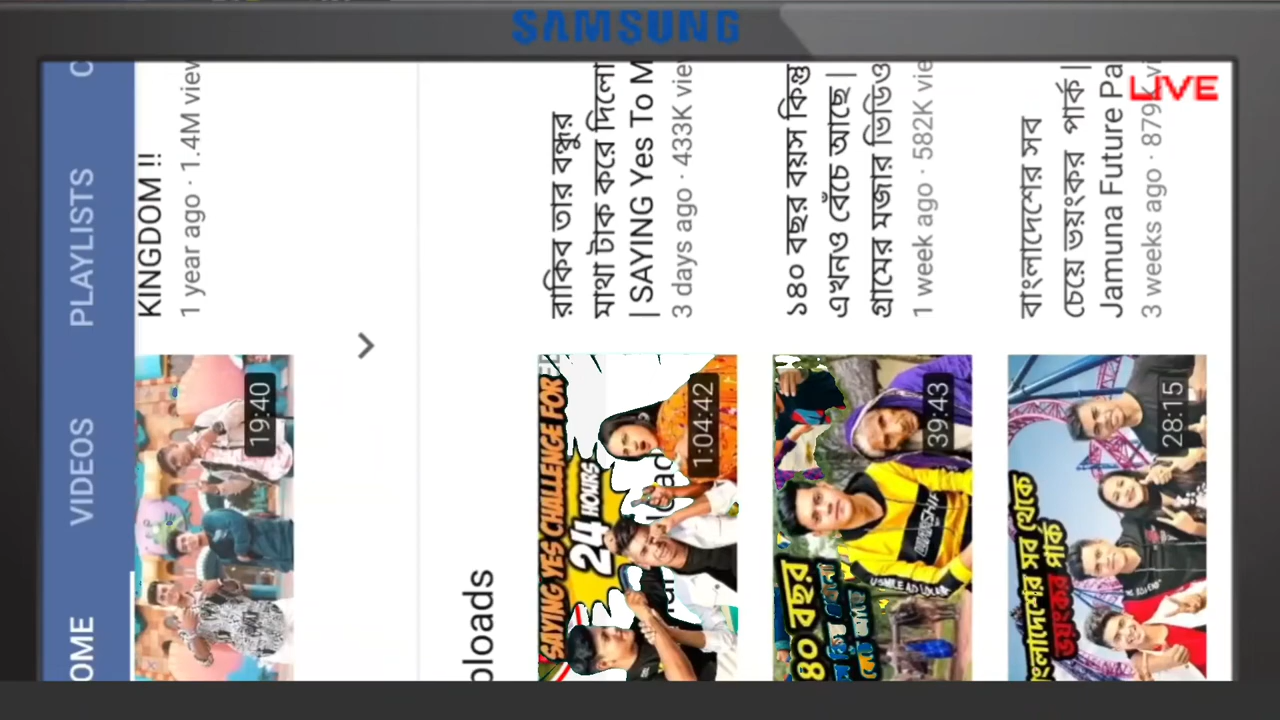 SAMSUNG
LIVE
OME
VIDEOS
PLAYLISTS
C
KINGDOM !!
1 year ago · 1.4M view
19:40
ploads
রাকিব তার বন্ধুর
মাথা টাক করে দিলো
| SAYING Yes To M
3 days ago · 433K vie
SAYING YES CHALLENGE FOR
24 HOURS
1:04:42
১৪০ বছর বয়স কিন্তু
এখনও বেঁচে আছে |
গ্রামের মজার ভিডিও
1 week ago · 582K vie
৪০ বছর
39:43
বাংলাদেশের সব
চেয়ে ভয়ংকর পার্ক |
Jamuna Future Pa
3 weeks ago · 879K vi
বাংলাদেশের সব থেকে
ভয়ংকর পার্ক
28:15